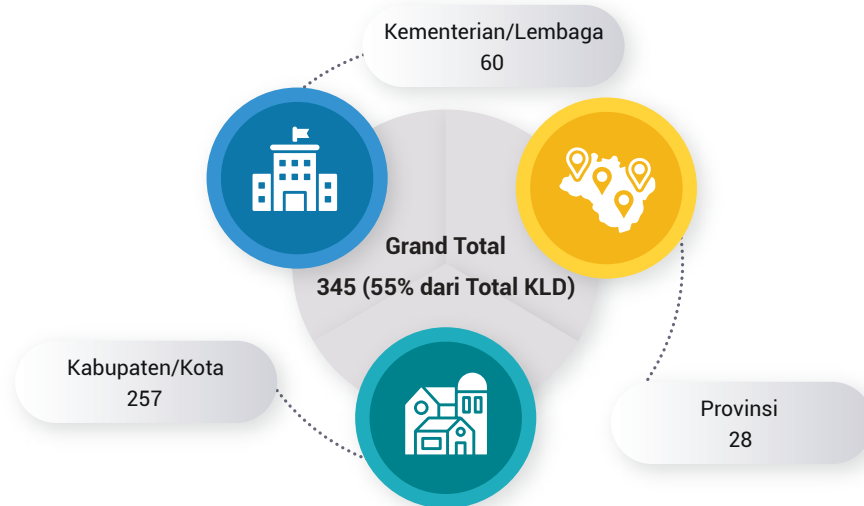 Kementerian/Lembaga
60
Grand Total
345 (55% dari Total KLD)
Kabupaten/Kota
257
Provinsi
28